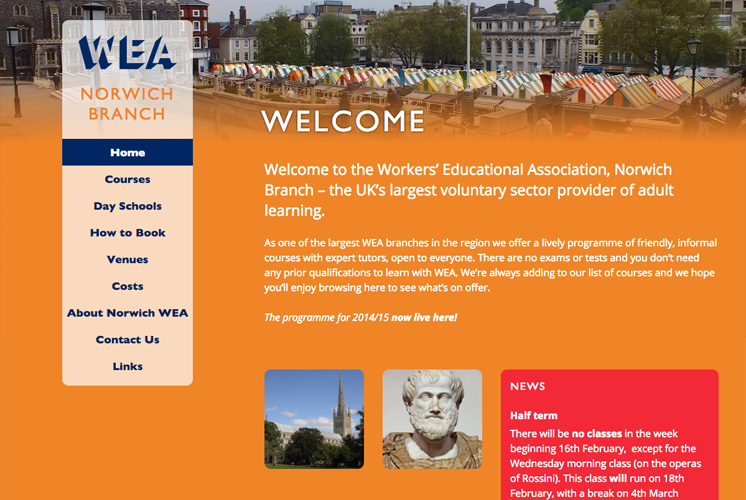 WEA
NORWICH
BRANCH
Home
Courses
Day Schools
How to Book
Venues
Costs
About Norwich WEA
Contact Us
Links
WELCOME
Welcome to the Workers' Educational Association, Norwich
Branch – the UK's largest voluntary sector provider of adult
learning.
As one of the largest WEA branches in the region we offer a lively programme of friendly, informal
courses with expert tutors, open to everyone. There are no exams or tests and you don't need
any prior qualifications to learn with WEA. We're always adding to our list of courses and we hope
you'll enjoy browsing here to see what's on offer.
The programme for 2014/15 now live here!
NEWS
Half term
There will be no classes in the week
beginning 16th February, except for the
Wednesday morning class (on the operas
of Rossini). This class will run on 18th
February, with a break on 4th March